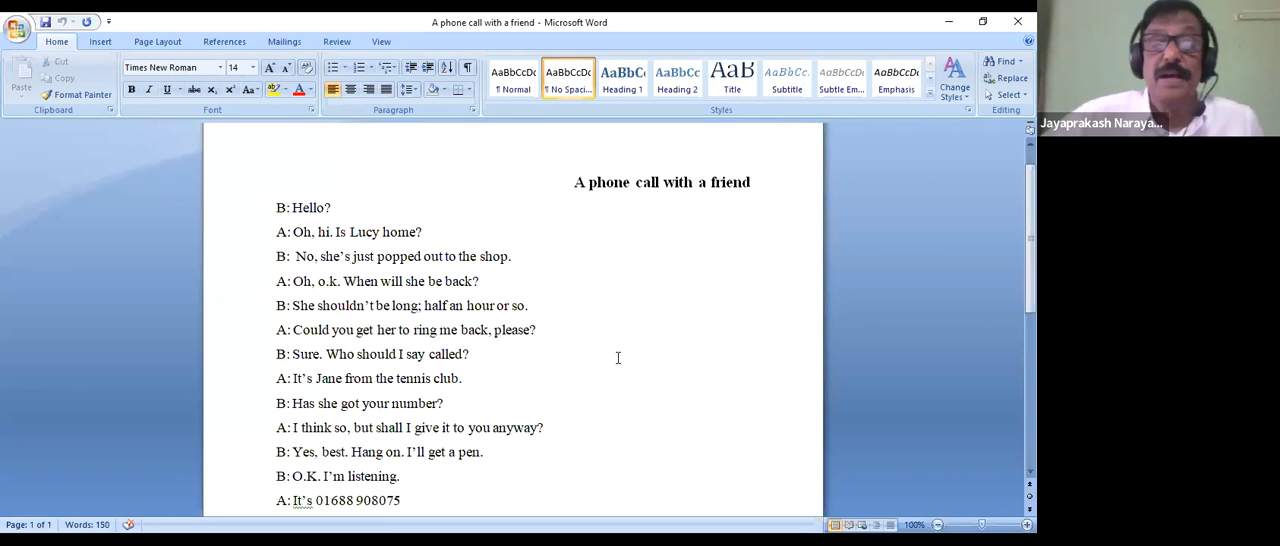 A phone call with a friend - Microsoft Word
Home Insert Page Layout References Mailings Review View
Cut
Copy
Paste
Format Painter
Clipboard
Times New Roman 14
Font
Paragraph
AaBbCcDc AaBbCcDc AaBbC AaBbCc AaB AaBbCc. AaBbCcDc AaBbCcDc
¶ Normal ¶ No Spaci... Heading 1 Heading 2 Title Subtitle Subtle Em... Emphasis
Change Styles
Styles
Find
Replace
Select
Editing
Jayaprakash Naraya...
A phone call with a friend
B: Hello?
A: Oh, hi. Is Lucy home?
B: No, she's just popped out to the shop.
A: Oh, o.k. When will she be back?
B: She shouldn't be long; half an hour or so.
A: Could you get her to ring me back, please?
B: Sure. Who should I say called?
A: It's Jane from the tennis club.
B: Has she got your number?
A: I think so, but shall I give it to you anyway?
B: Yes, best. Hang on. I'll get a pen.
B: O.K. I'm listening.
A: It's 01688 908075
Page: 1 of 1 Words: 150 100%